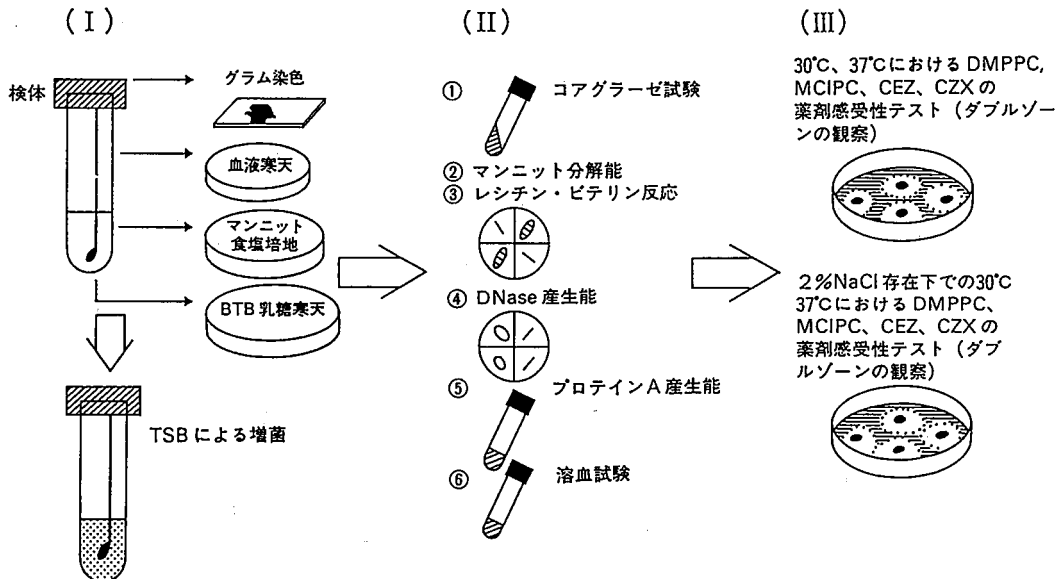 (Ⅰ)
検体
グラム染色
血液寒天
マンニット
食塩培地
BTB 乳糖寒天
TSB による増菌
(Ⅱ)
① コアグラーゼ試験
② マンニット分解能
③ レシチン・ビテリン反応
④ DNase 産生能
⑤ プロテインA産生能
⑥ 溶血試験
(Ⅲ)
30℃、37℃における DMPPC,
MCIPC、CEZ、CZX の
薬剤感受性テスト（ダブルゾー
ンの観察）
2%NaCl 存在下での30℃
37℃における DMPPC、
MCIPC、CEZ、CZX の
薬剤感受性テスト（ダブ
ルゾーンの観察）